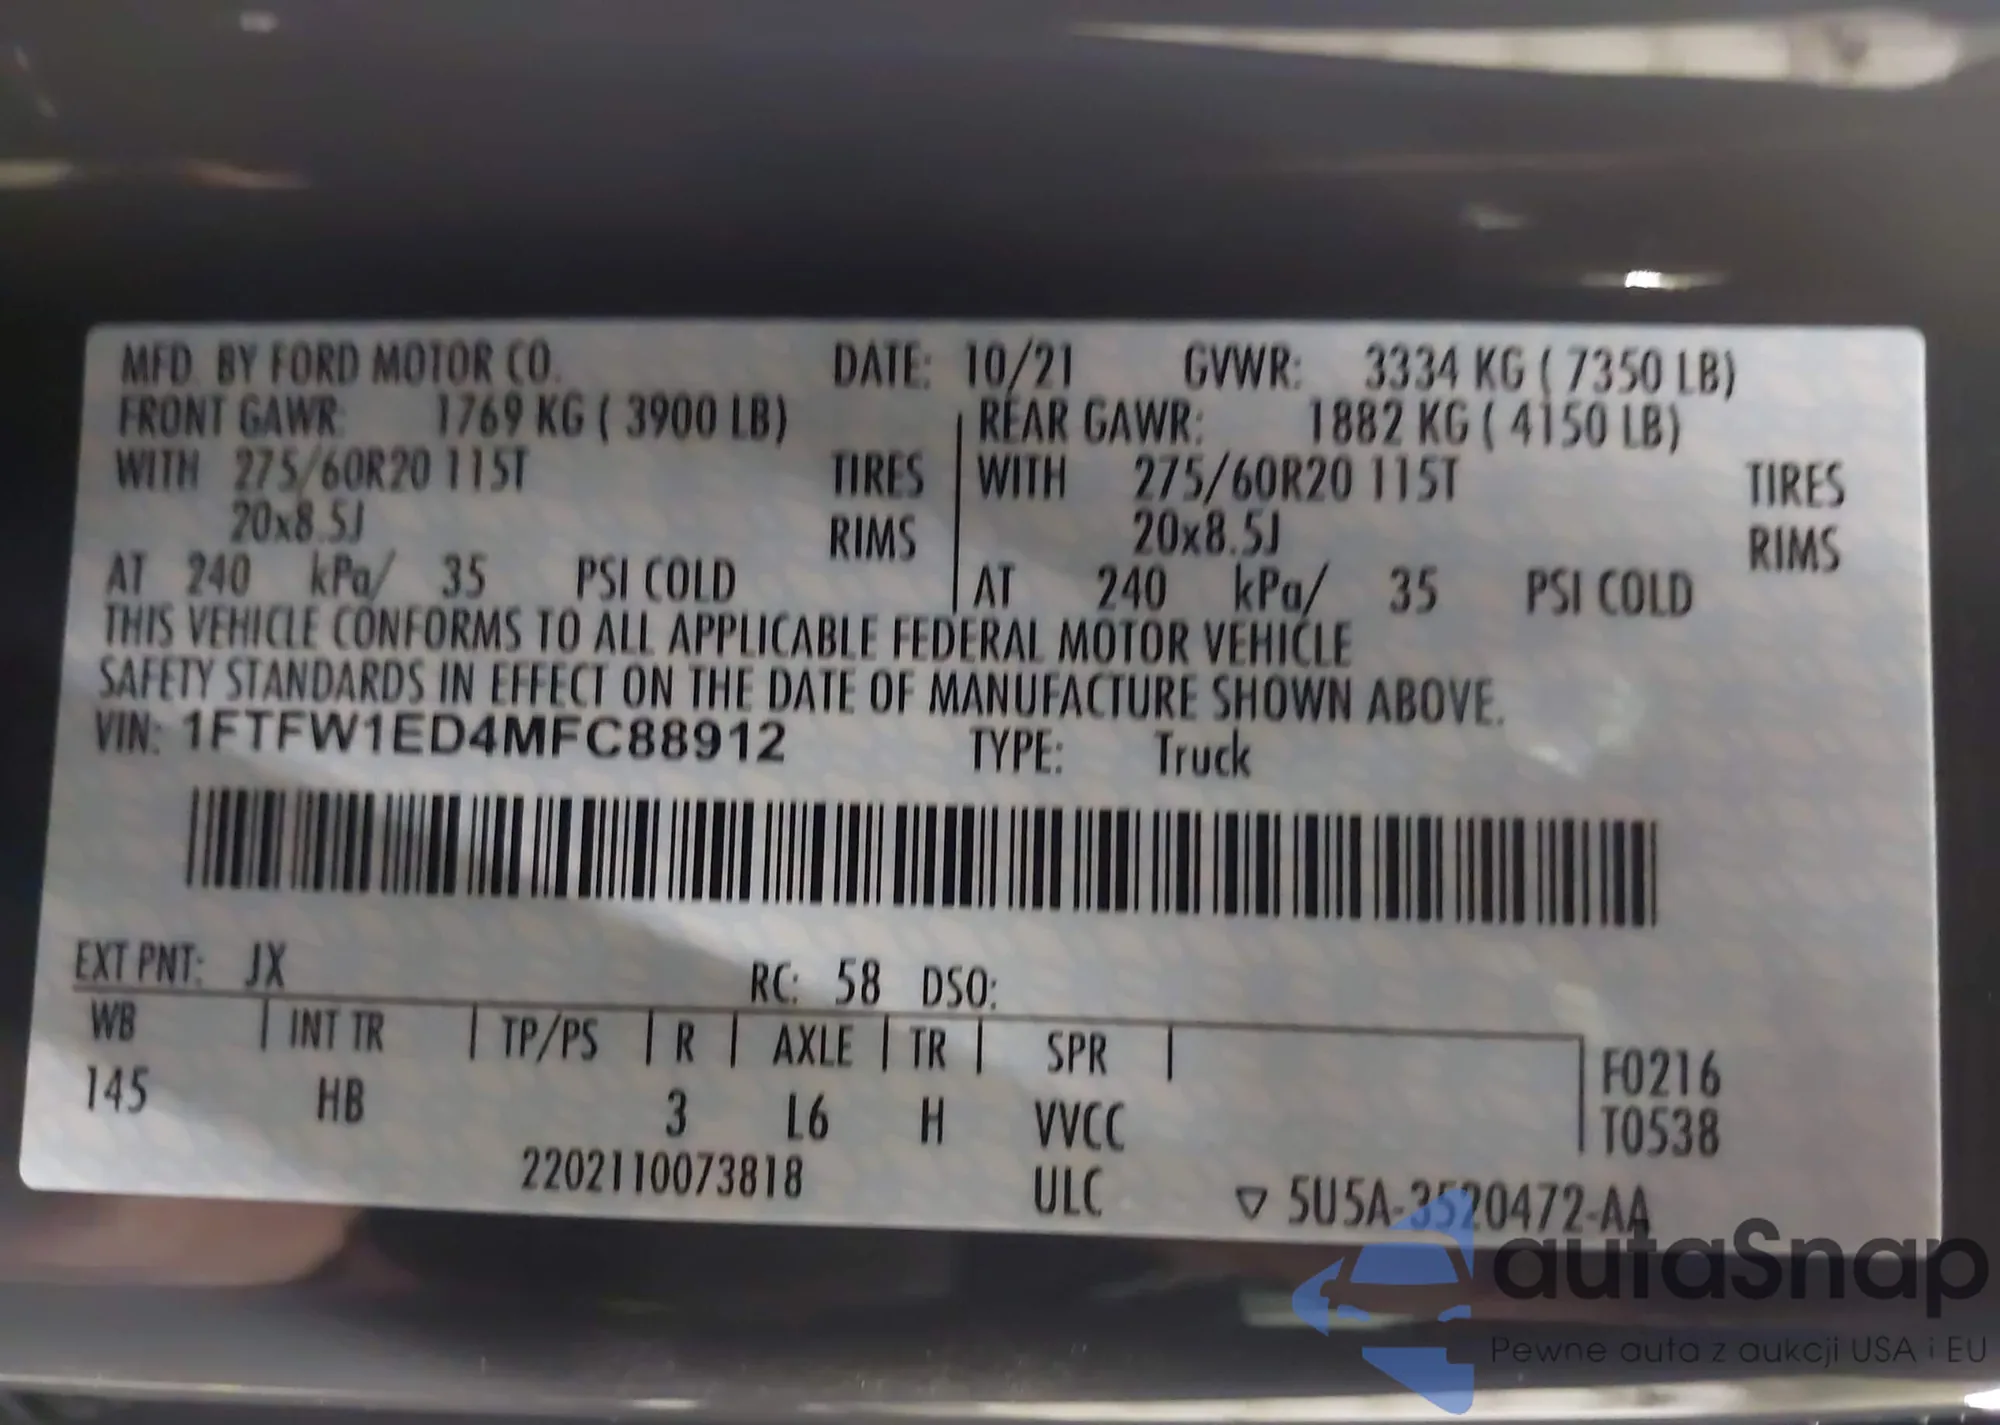 MFD. BY FORD MOTOR CO. DATE: 10/21 GVWR: 3334 KG ( 7350 LB)
FRONT GAWR: 1769 KG ( 3900 LB) REAR GAWR: 1882 KG ( 4150 LB)
WITH 275/60R20 115T TIRES WITH 275/60R20 115T TIRES
20x8.5J RIMS 20x8.5J RIMS
AT 240 kPa/ 35 PSI COLD AT 240 kPa/ 35 PSI COLD
THIS VEHICLE CONFORMS TO ALL APPLICABLE FEDERAL MOTOR VEHICLE
SAFETY STANDARDS IN EFFECT ON THE DATE OF MANUFACTURE SHOWN ABOVE.
VIN: 1FTFW1ED4MFC88912 TYPE: Truck
EXT PNT: JX RC: 58 DSO:
WB INT TR TP/PS R AXLE TR SPR
145 HB 3 L6 H VVCC
F0216
T0538
2202110073818 ULC ▽ 5U5A-3520472-AA
autaSnap
Pewne auta z aukcji USA i EU